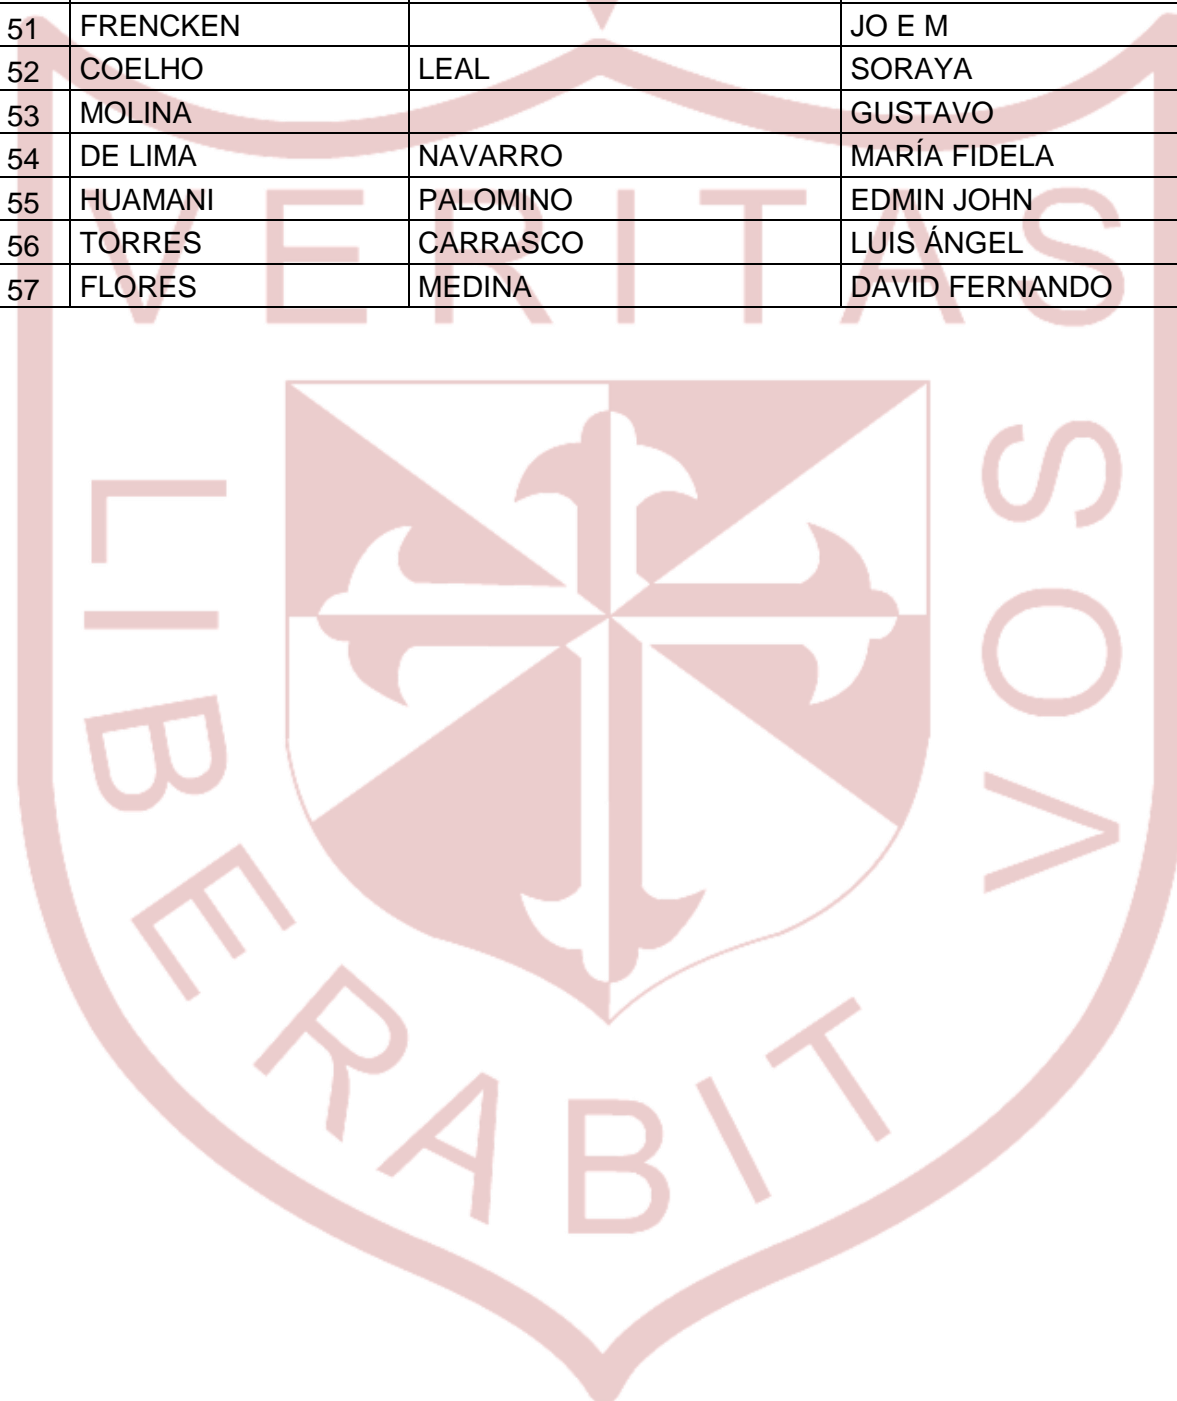 51 FRENCKEN JO E M
52 COELHO LEAL SORAYA
53 MOLINA GUSTAVO
54 DE LIMA NAVARRO MARÍA FIDELA
55 HUAMANI PALOMINO EDMIN JOHN
56 TORRES CARRASCO LUIS ÁNGEL
57 FLORES MEDINA DAVID FERNANDO
VERITAS
LIBERABIT
VOS